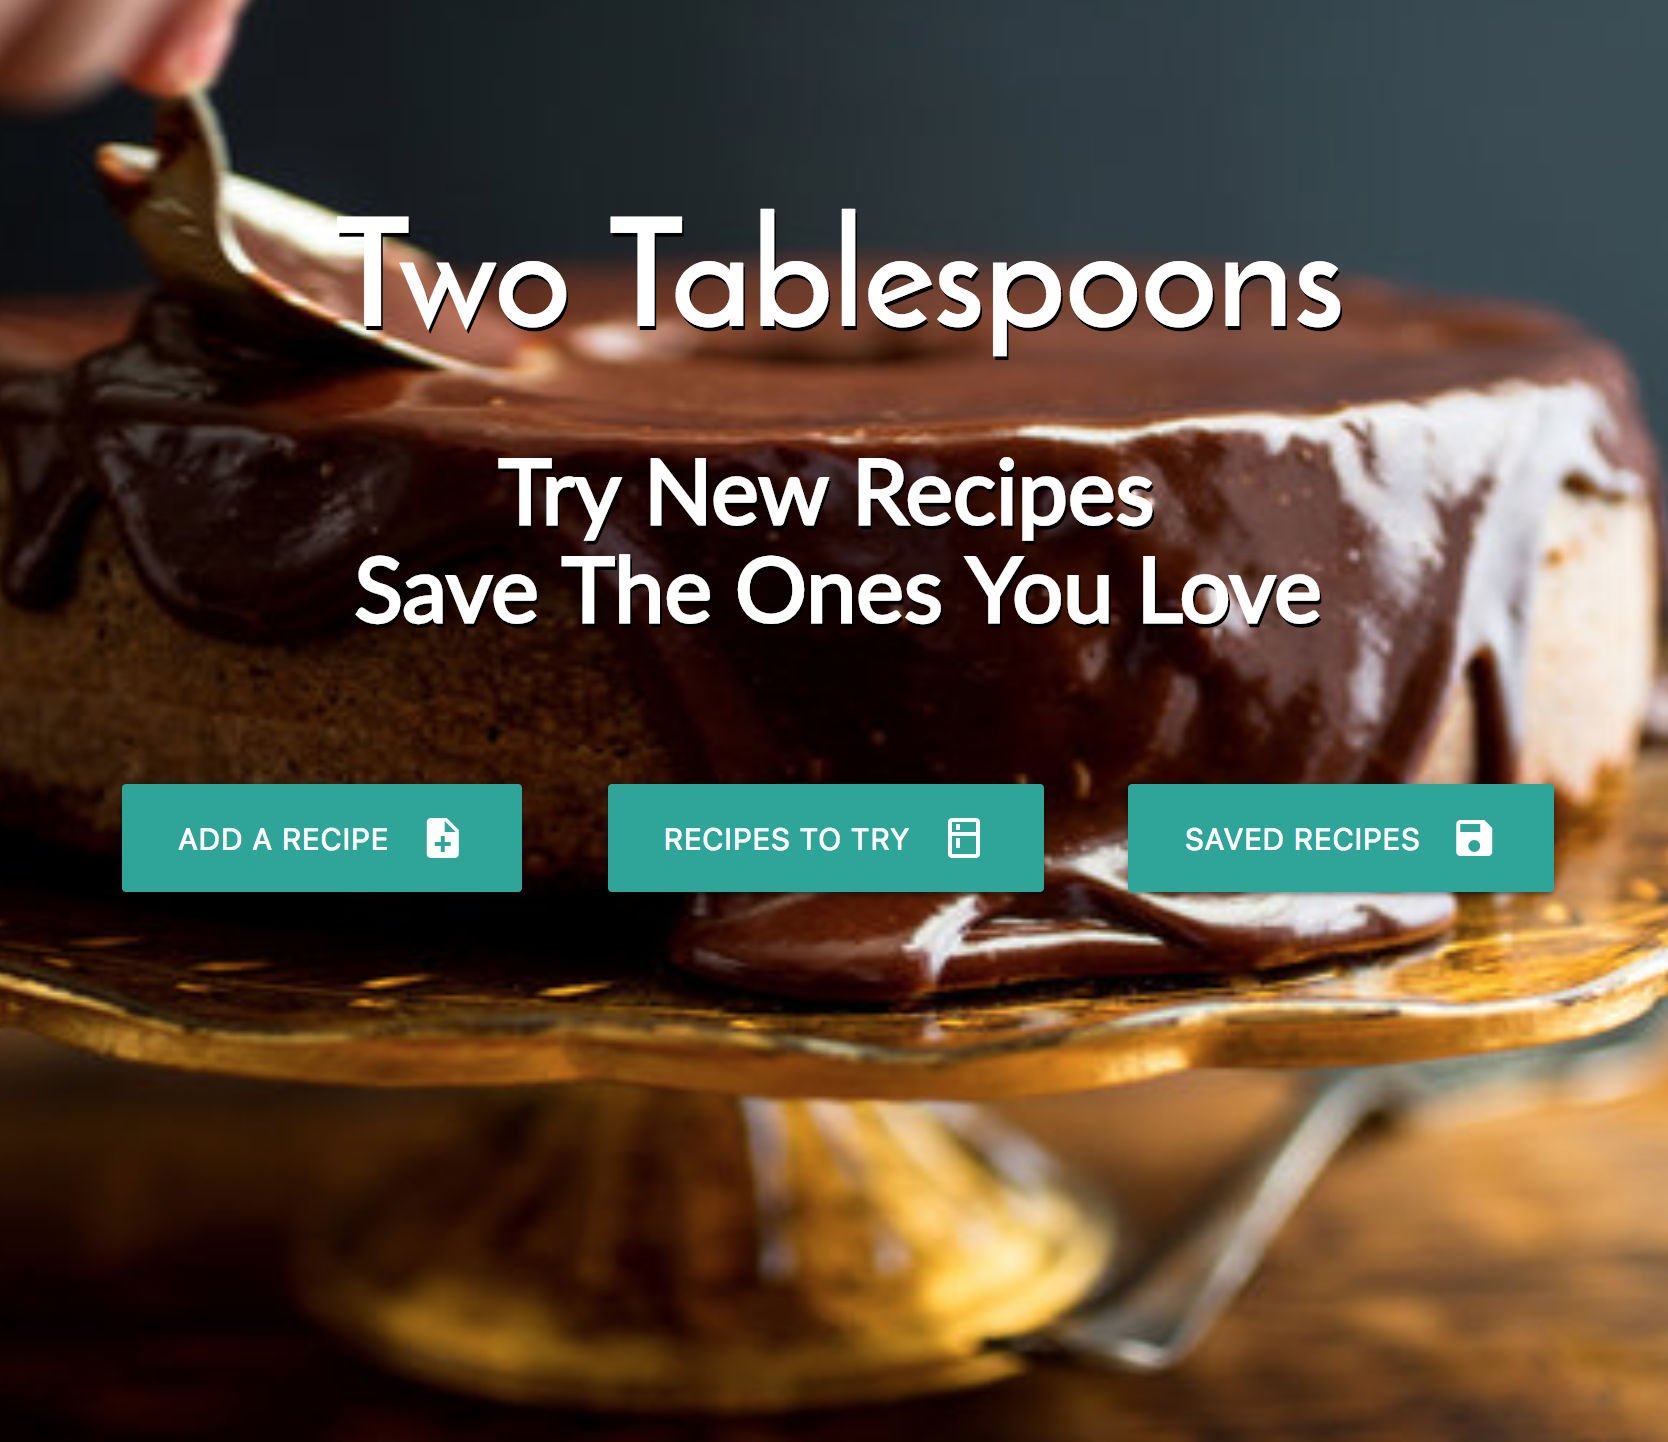 Two Tablespoons
Try New Recipes
Save The Ones You Love
ADD A RECIPE
RECIPES TO TRY
SAVED RECIPES